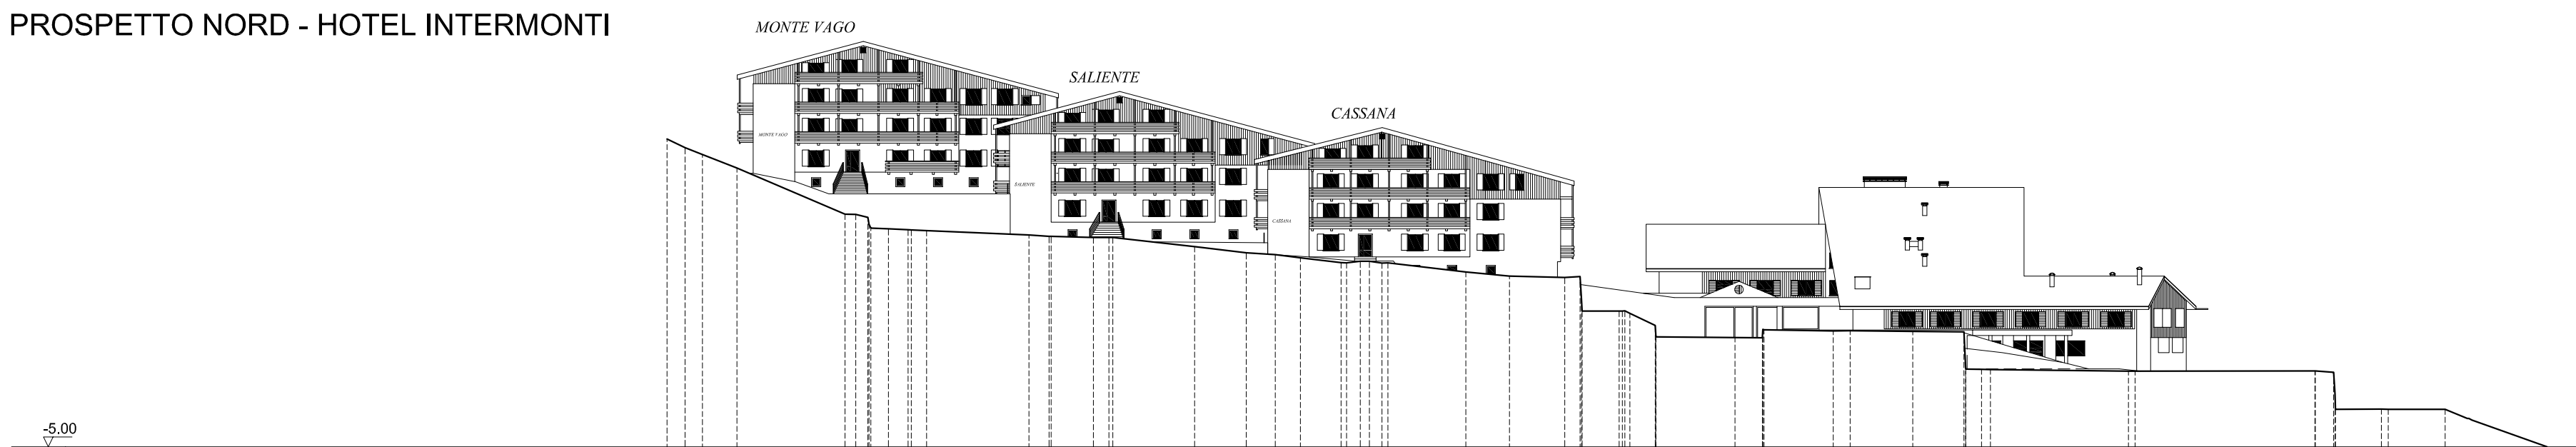 PROSPETTO NORD - HOTEL INTERMONTI
MONTE VAGO
SALIENTE
CASSANA
MONTE VAGO
SALIENTE
CASSANA
-5.00